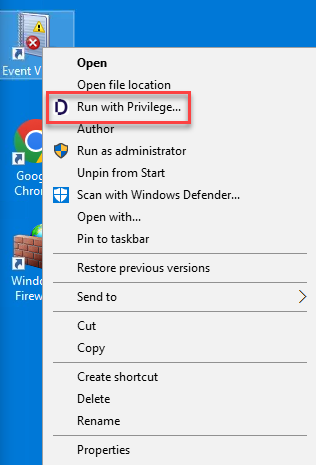 Event V
Open
Open file location
Run with Privilege...
Author
Run as administrator
Goog
Chrom
Unpin from Start
Scan with Windows Defender...
Open with...
Pin to taskbar
Windo
Firew
Restore previous versions
Send to
Cut
Copy
Create shortcut
Delete
Rename
Properties